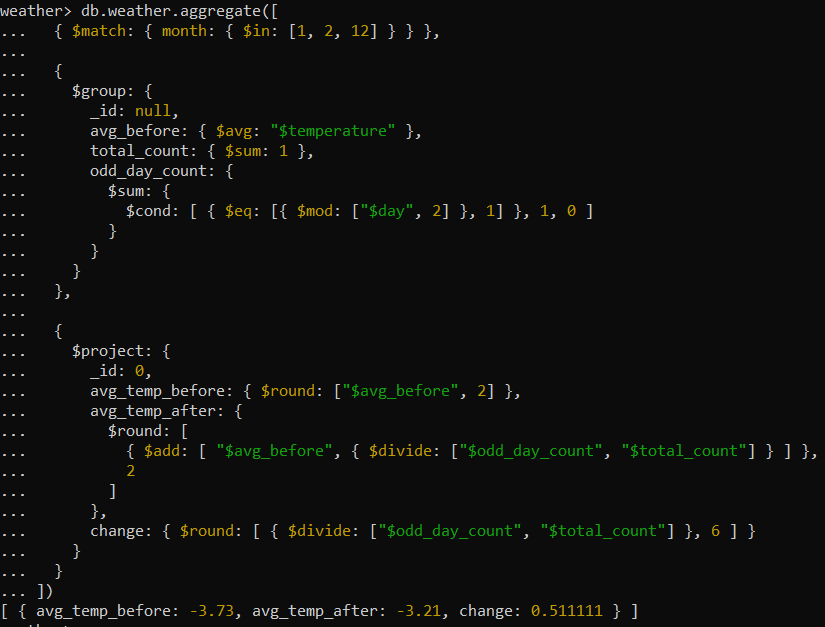 weather> db.weather.aggregate([
...   { $match: { month: { $in: [1, 2, 12] } } },
...
...   {
...     $group: {
...       _id: null,
...       avg_before: { $avg: "$temperature" },
...       total_count: { $sum: 1 },
...       odd_day_count: {
...         $sum: {
...           $cond: [ { $eq: [{ $mod: ["$day", 2] }, 1] }, 1, 0 ]
...         }
...       }
...     }
...   },
...
...   {
...     $project: {
...       _id: 0,
...       avg_temp_before: { $round: ["$avg_before", 2] },
...       avg_temp_after: {
...         $round: [
...           { $add: [ "$avg_before", { $divide: ["$odd_day_count", "$total_count"] } ] },
...           2
...         ]
...       },
...       change: { $round: [ { $divide: ["$odd_day_count", "$total_count"] }, 6 ] }
...     }
...   }
... ])
[ { avg_temp_before: -3.73, avg_temp_after: -3.21, change: 0.511111 } ]